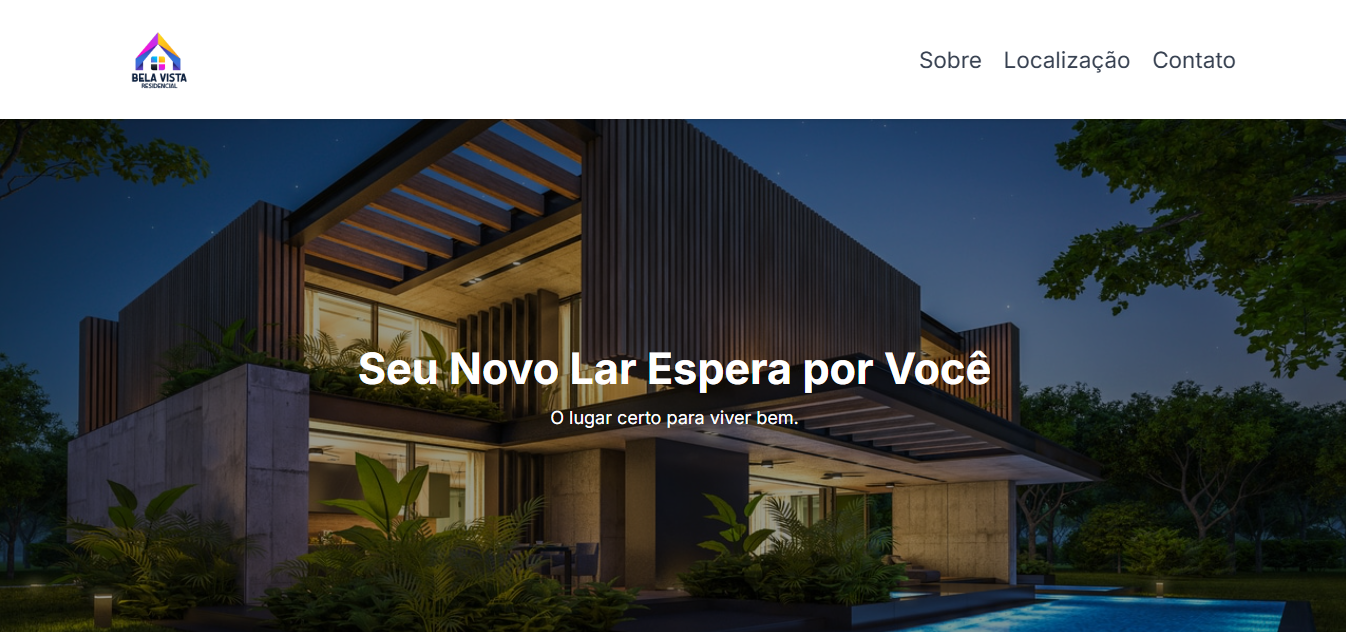 BELA VISTA
RESIDENCIAL
Sobre Localização Contato
Seu Novo Lar Espera por Você
O lugar certo para viver bem.